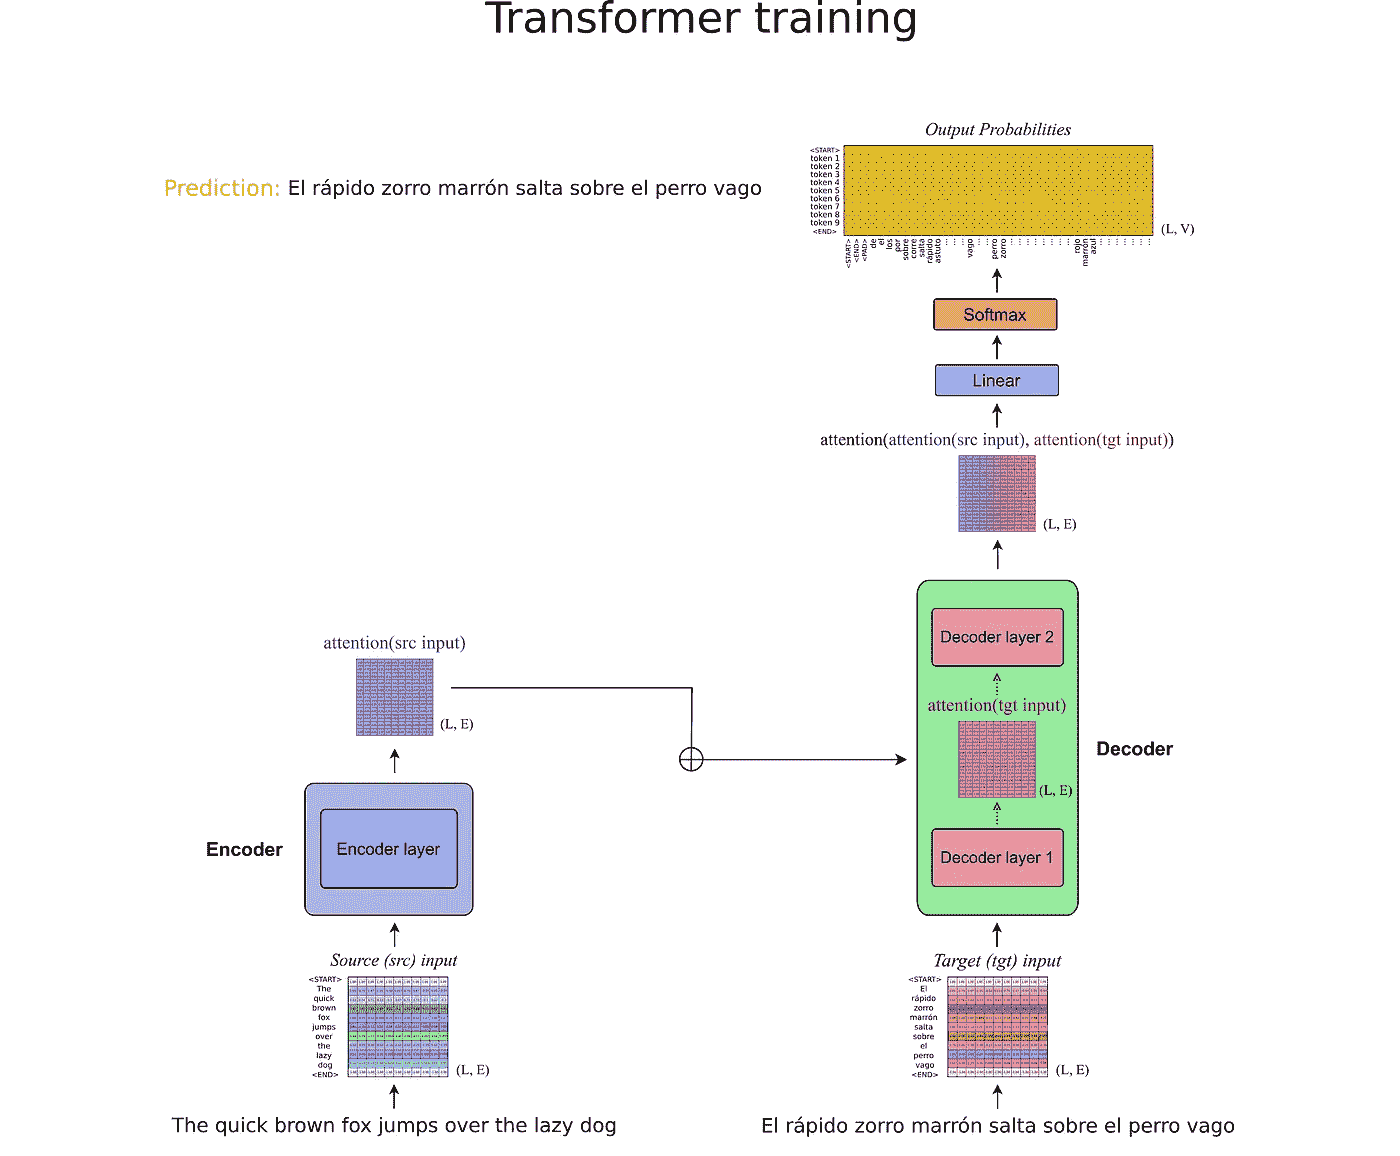 Transformer training
Output Probabilities
<START>
token 1
token 2
token 3
token 4
token 5
token 6
token 7
token 8
token 9
<END>
(L, V)
<START>
<END>
<PAD>
de
el
los
por
sobre
corre
salta
rápido
astuto
...
...
...
vago
...
...
perro
zorro
...
...
rojo
marrón
azul
...
Prediction: El rápido zorro marrón salta sobre el perro vago
Softmax
Linear
attention(attention(src input), attention(tgt input))
(L, E)
Decoder layer 2
attention(tgt input)
(L, E)
Decoder layer 1
Decoder
attention(src input)
(L, E)
Encoder
Encoder layer
Source (src) input
<START>
The
quick
brown
fox
jumps
over
the
lazy
dog
<END>
(L, E)
The quick brown fox jumps over the lazy dog
Target (tgt) input
<START>
El
rápido
zorro
marrón
salta
sobre
el
perro
vago
<END>
(L, E)
El rápido zorro marrón salta sobre el perro vago